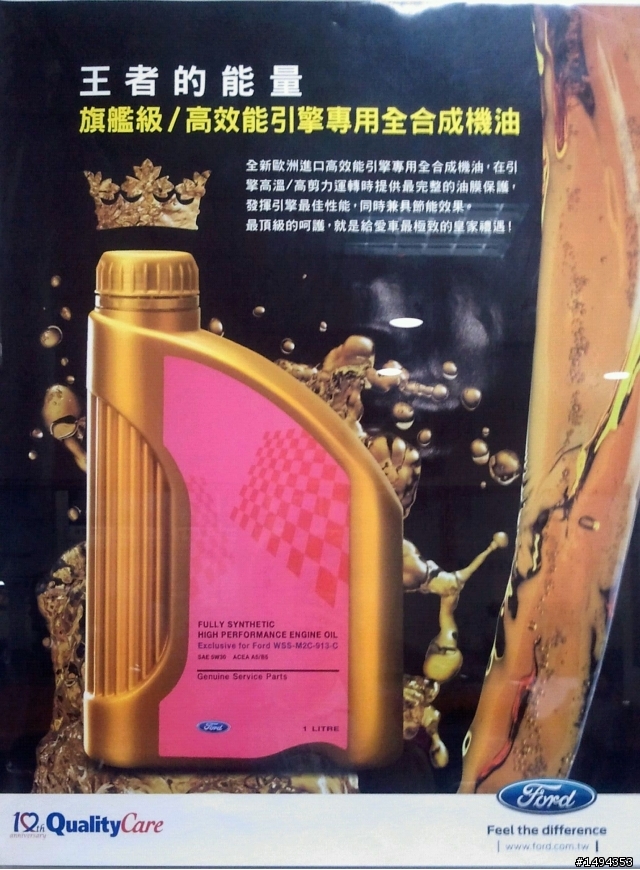 王者的能量
旗艦級/高效能引擎專用全合成機油
全新歐洲進口高效能引擎專用全合成機油，在引
擎高溫/高剪力運轉時提供最完整的油膜保護，
發揮引擎最佳性能，同時兼具節能效果。
最頂級的呵護，就是給愛車最極致的皇家禮遇！
FULLY SYNTHETIC
HIGH PERFORMANCE ENGINE OIL
Exclusive for Ford WSS-M2C-913-C
SAE 5W30 ACEA A5/B5
Genuine Service Parts
Ford
1 LITRE
10th anniversary QualityCare
Ford
Feel the difference
www.ford.com.tw
#1494353